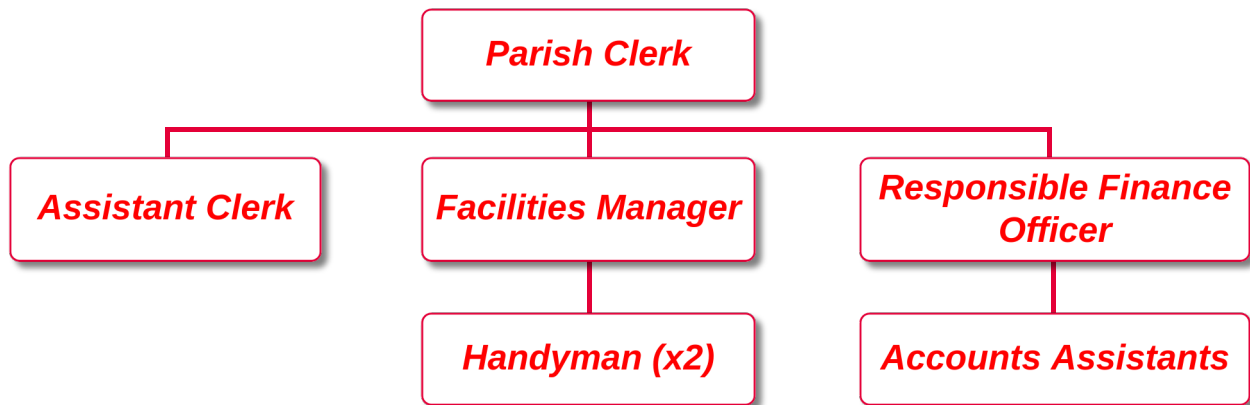 Parish Clerk
Assistant Clerk
Facilities Manager
Responsible Finance
Officer
Handyman (x2)
Accounts Assistants